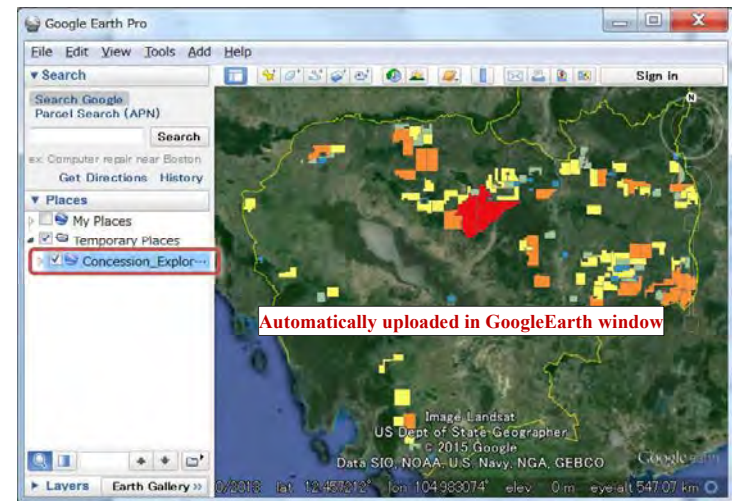 Google Earth Pro
File Edit View Tools Add Help
▼ Search
Sign in
Search Google
Parcel Search (APN)
Search
ex: Computer repair near Boston
Get Directions History
▼ Places
My Places
Temporary Places
Concession_Explor...
N
Automatically uploaded in GoogleEarth window
Image Landsat
US Dept of State Geographer
© 2015 Google
Data SIO, NOAA, U.S. Navy, NGA, GEBCO
Google earth
Layers Earth Gallery >>
/2013 lat 12.457212° lon 104.983074° elev 0 m eye alt 547.07 km